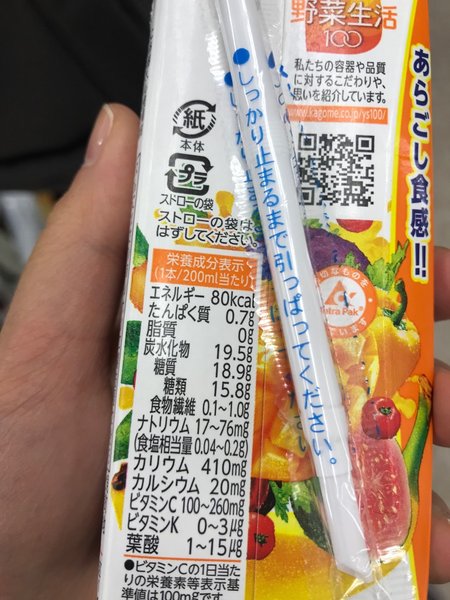 野菜生活
100
私たちの容器や品質
に対するこだわりや、
思いを紹介しています。
www.kagome.co.jp/ys100/
あらごし食感!!
紙
本体
プラ
ストローの袋
ストローの袋は
はずしてください。
●しっかり止まるまで引っぱってください。
Tetra Pak
栄養成分表示
(1本/200ml当たり)
エネルギー 80kcal
たんぱく質 0.7g
脂質 0g
炭水化物 19.5g
糖質 18.9g
糖類 15.8g
食物繊維 0.1~1.0g
ナトリウム 17~76mg
(食塩相当量 0.04~0.2g)
カリウム 410mg
カルシウム 20mg
ビタミンC 100~260mg
ビタミンK 0~3μg
葉酸 1~15μg
●ビタミンCの1日当た
りの栄養素等表示基
準値は100mgです。